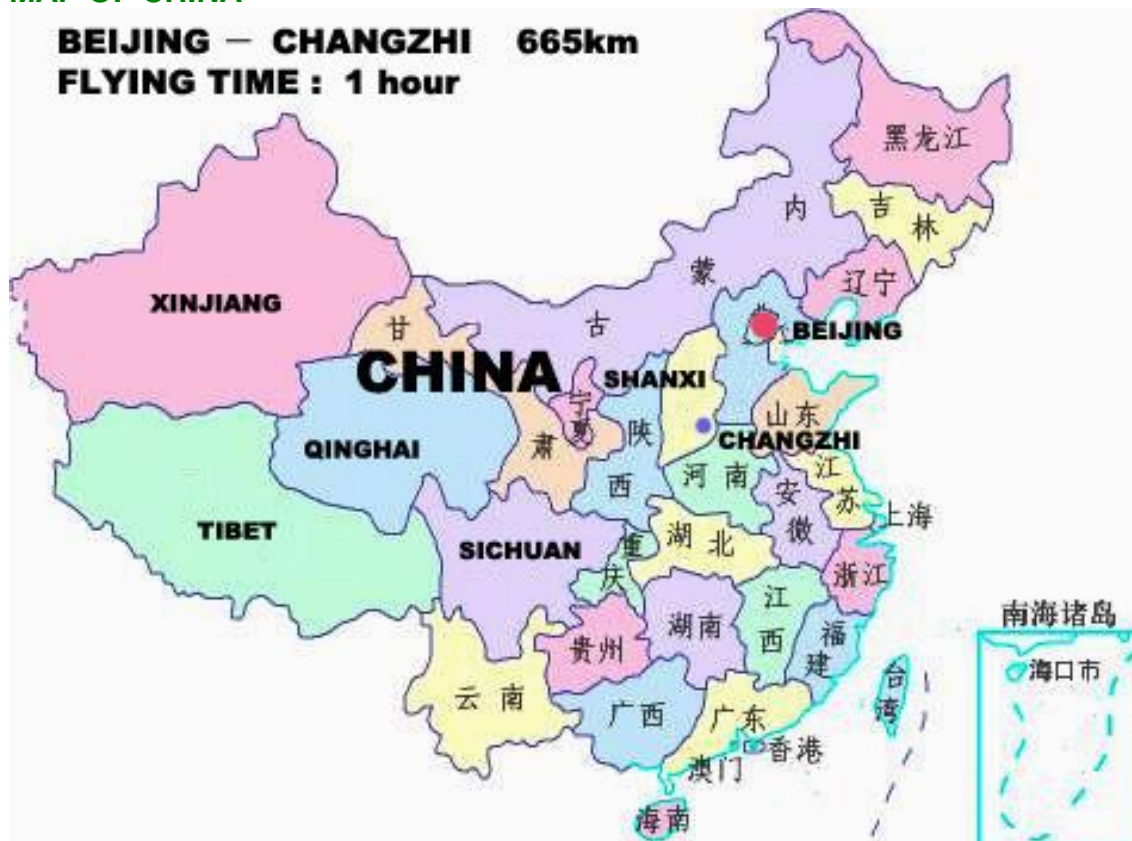 MAP OF CHINA
BEIJING － CHANGZHI 665km
FLYING TIME : 1 hour
黑龙江
内
吉
林
蒙
辽宁
XINJIANG
甘
古
BEIJING
CHINA
SHANXI
宁
夏
山东
QINGHAI
肃
陕
CHANGZHI
西
河 南
江
苏
安
徽
上海
TIBET
SICHUAN
重
庆
湖 北
浙江
江
西
湖南
福
建
南海诸岛
贵州
海口市
台
湾
云 南
广西
广东
香港
澳门
海南